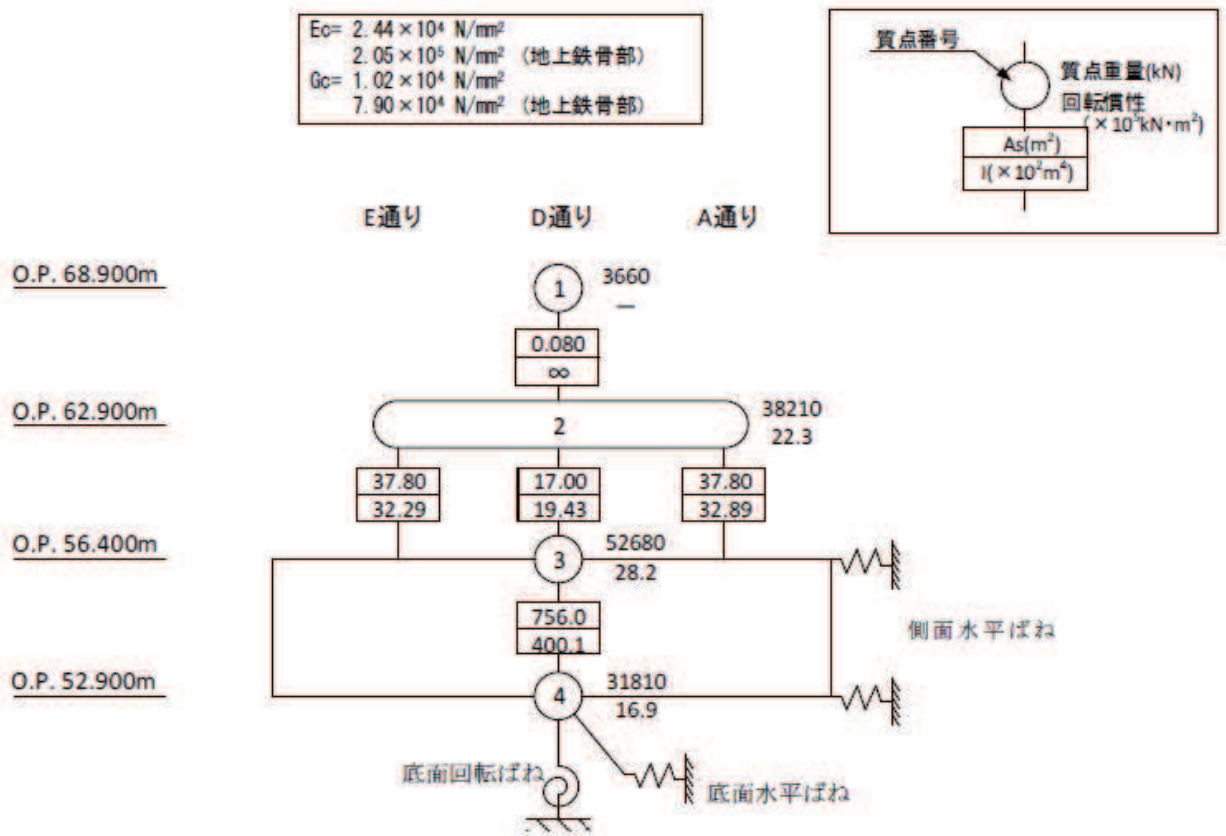 Ec= 2.44×10⁴ N/mm²
2.05×10⁵ N/mm² (地上鉄骨部)
Gc= 1.02×10⁴ N/mm²
7.90×10⁴ N/mm² (地上鉄骨部)
質点番号
質点重量(kN)
回転慣性
(×10⁵kN・m²)
As(m²)
I(×10²m⁴)
E通り D通り A通り
O.P. 68.900m
1
3660
—
0.080
∞
O.P. 62.900m
2
38210
22.3
37.80 17.00 37.80
32.29 19.43 32.89
O.P. 56.400m
3
52680
28.2
756.0
400.1
側面水平ばね
O.P. 52.900m
4
31810
16.9
底面回転ばね
底面水平ばね